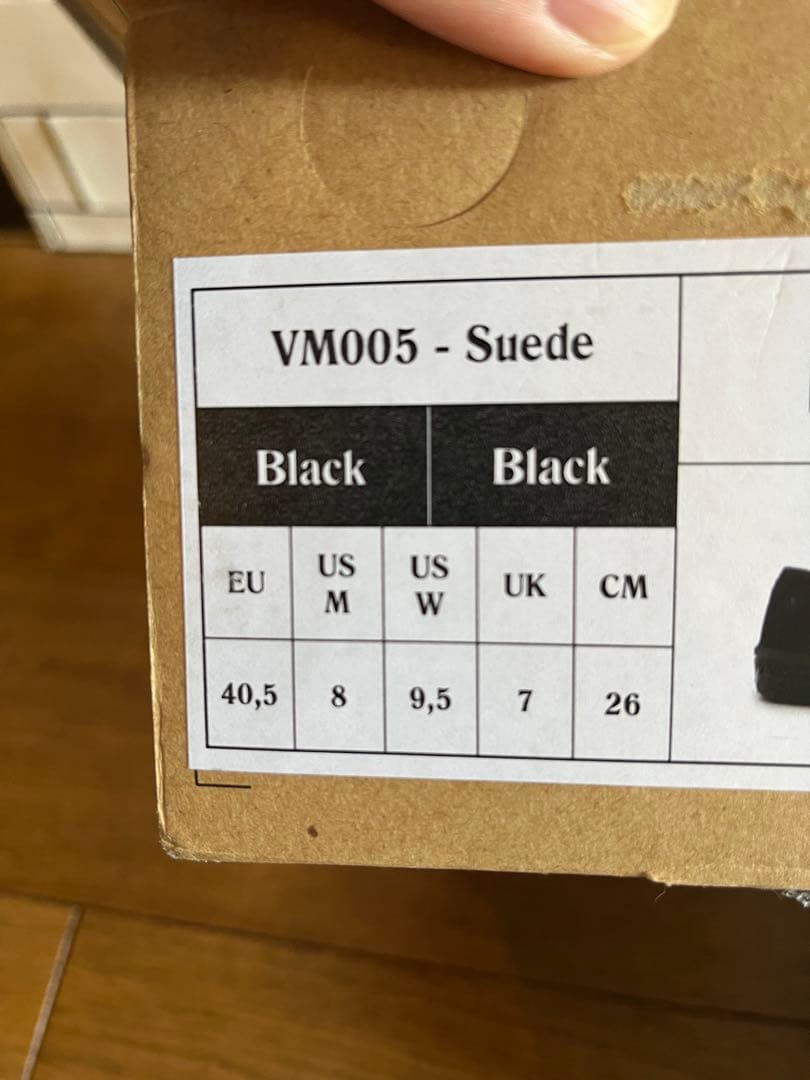 VM005 - Suede
Black Black
EU US M US W UK CM
40,5 8 9,5 7 26